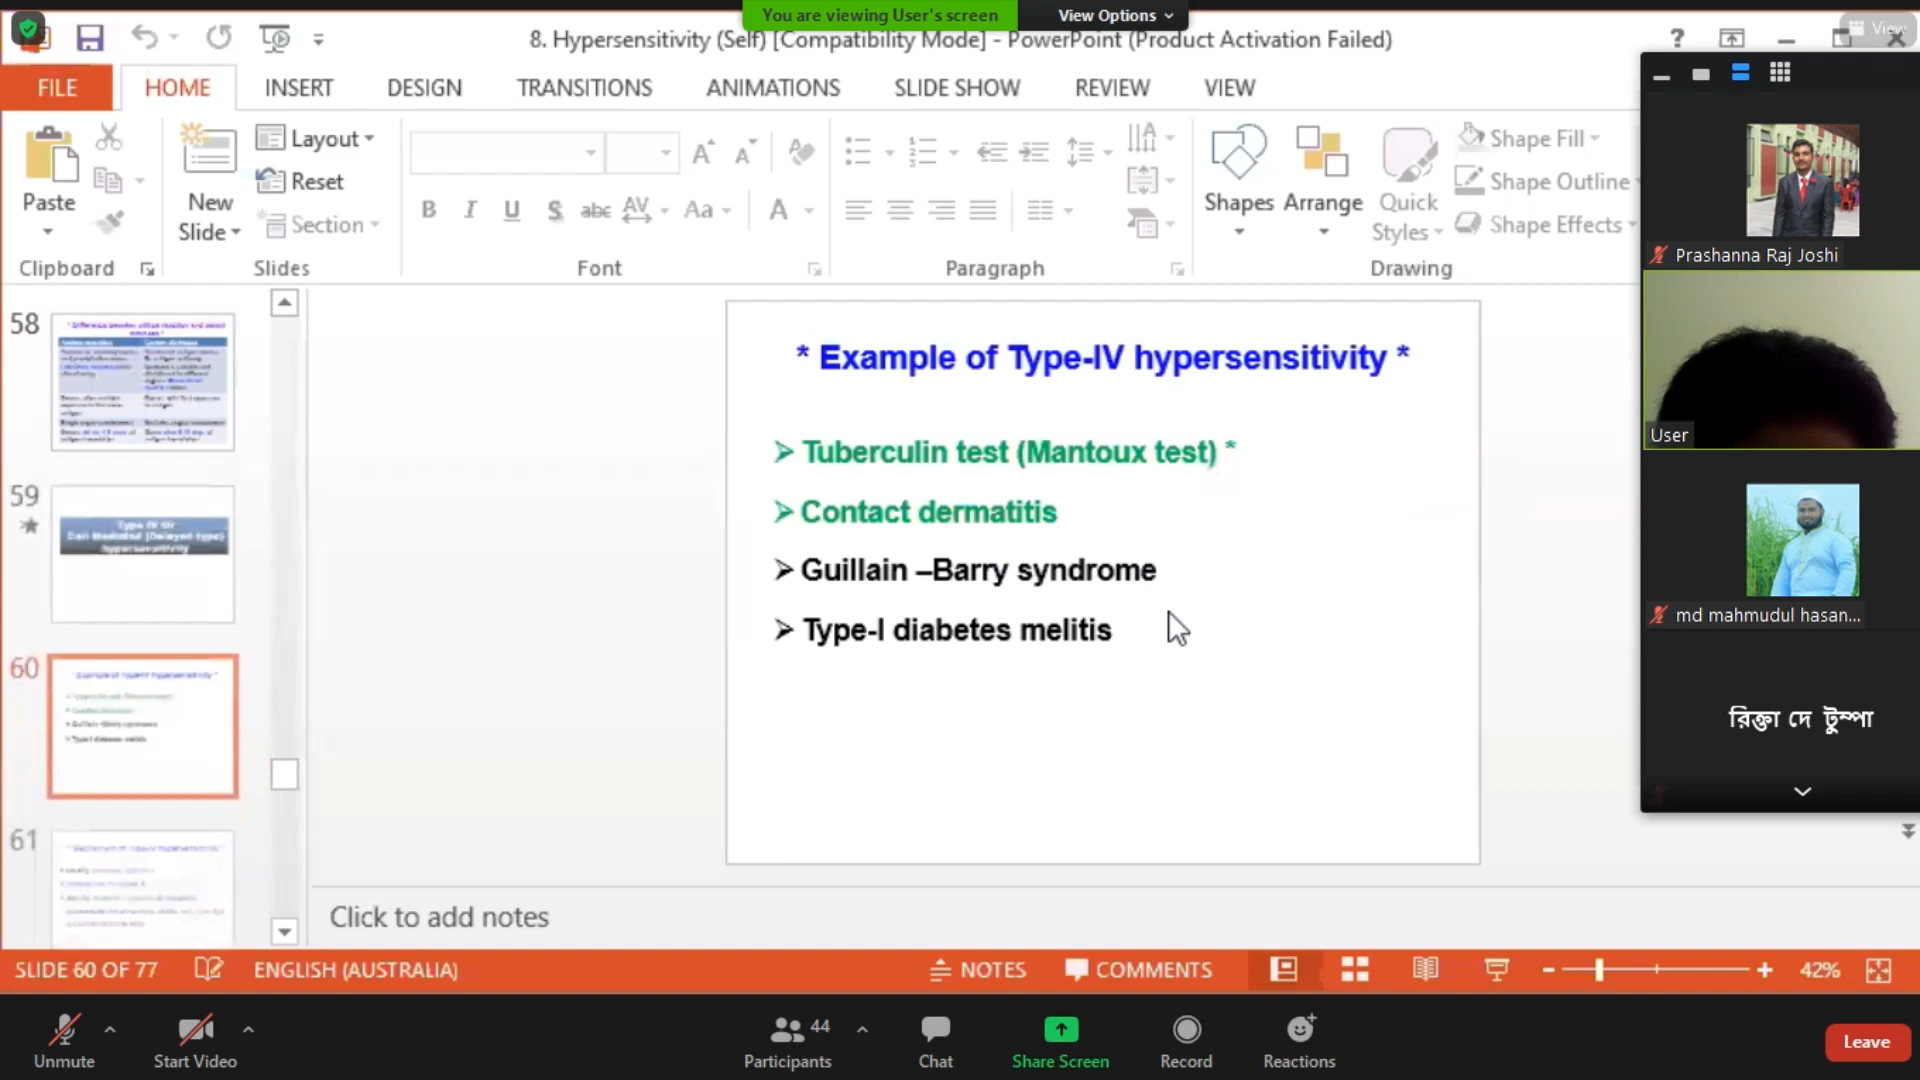 You are viewing User's screen
View Options
8. Hypersensitivity (Self) [Compatibility Mode] - PowerPoint (Product Activation Failed)
View
FILE
HOME
INSERT
DESIGN
TRANSITIONS
ANIMATIONS
SLIDE SHOW
REVIEW
VIEW
Paste
New
Slide
Layout
Reset
Section
Shapes
Arrange
Quick
Styles
Shape Fill
Shape Outline
Shape Effects
Clipboard
Slides
Font
Paragraph
Drawing
58
59
60
61
* Example of Type-IV hypersensitivity *
➢ Tuberculin test (Mantoux test) *
➢ Contact dermatitis
➢ Guillain –Barry syndrome
➢ Type-I diabetes melitis
Click to add notes
Prashanna Raj Joshi
User
md mahmudul hasan...
রিক্তা দে টুম্পা
SLIDE 60 OF 77
ENGLISH (AUSTRALIA)
NOTES
COMMENTS
42%
Unmute
Start Video
44
Participants
Chat
Share Screen
Record
Reactions
Leave